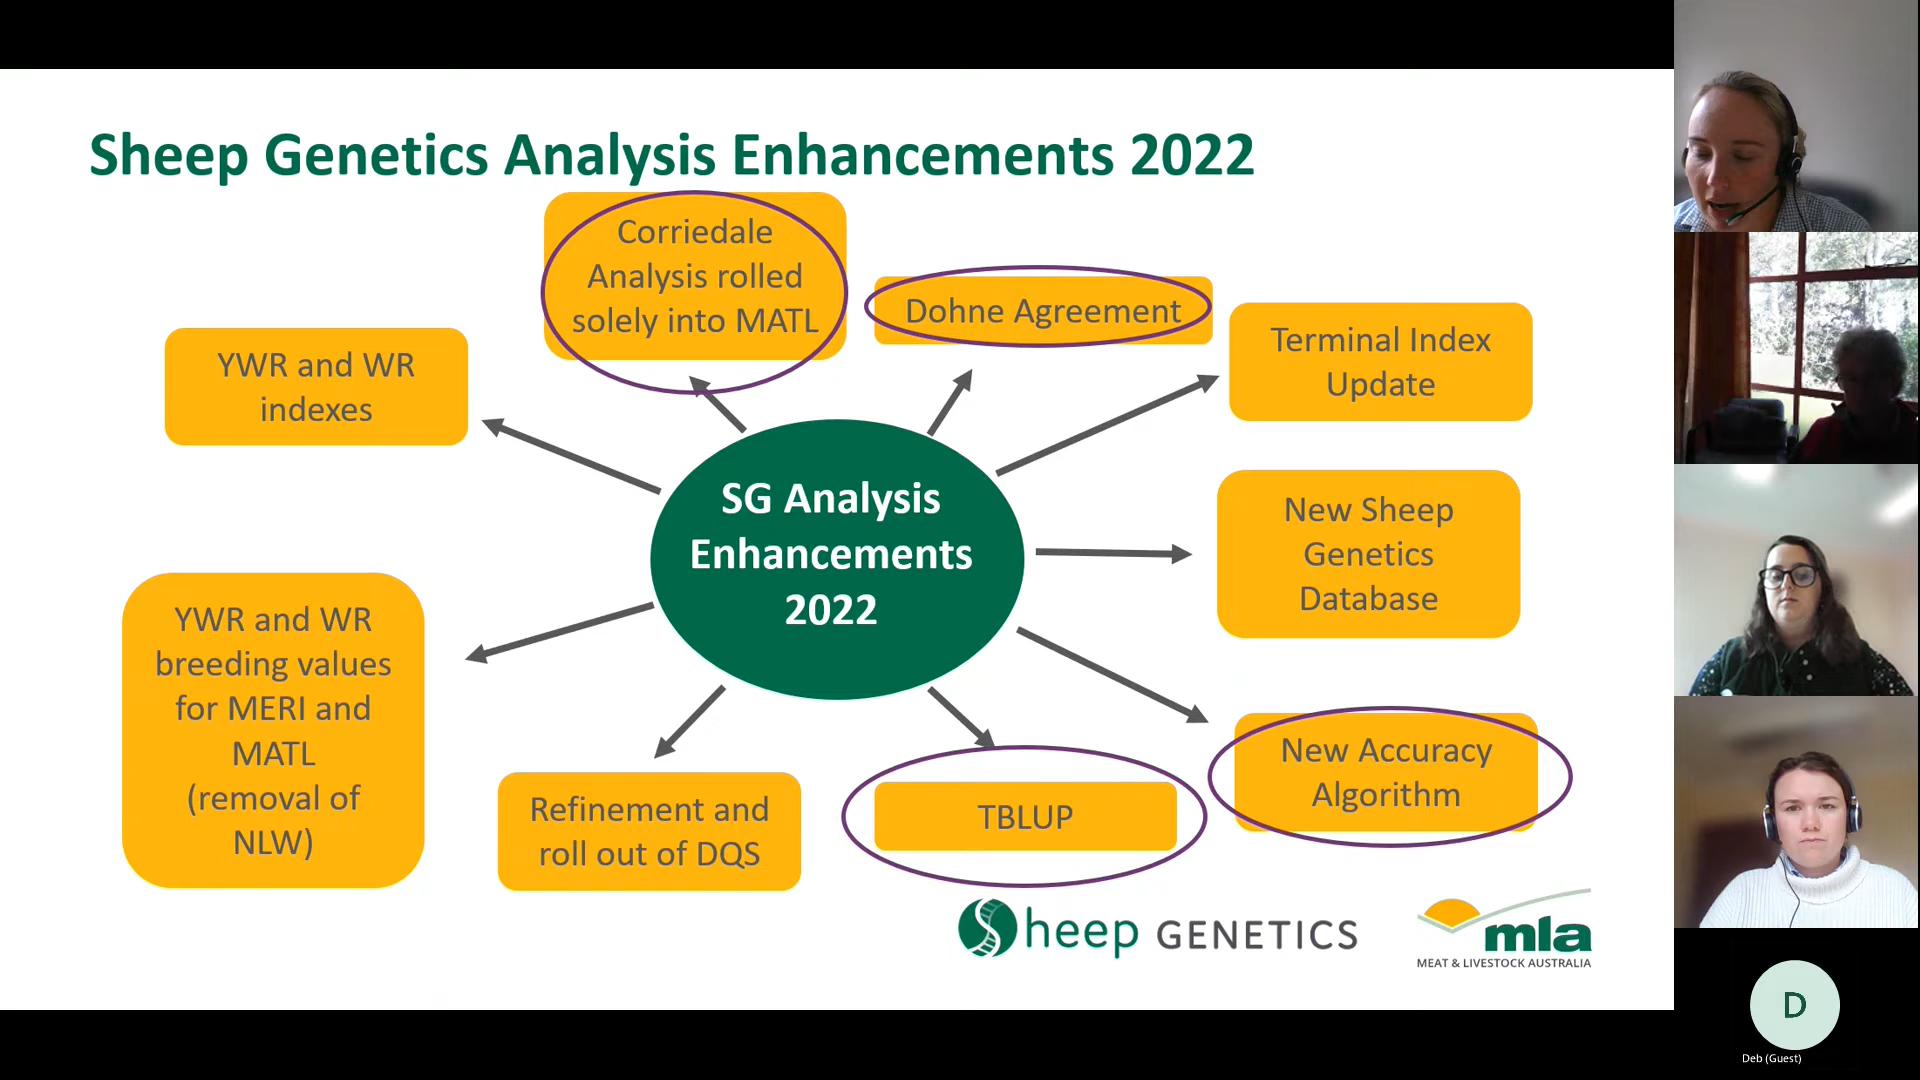 Sheep Genetics Analysis Enhancements 2022
Corriedale
Analysis rolled
solely into MATL
Dohne Agreement
Terminal Index
Update
YWR and WR
indexes
SG Analysis
Enhancements
2022
New Sheep
Genetics
Database
YWR and WR
breeding values
for MERI and
MATL
(removal of
NLW)
Refinement and
roll out of DQS
TBLUP
New Accuracy
Algorithm
Sheep GENETICS
mla
MEAT & LIVESTOCK AUSTRALIA
D
Deb (Guest)